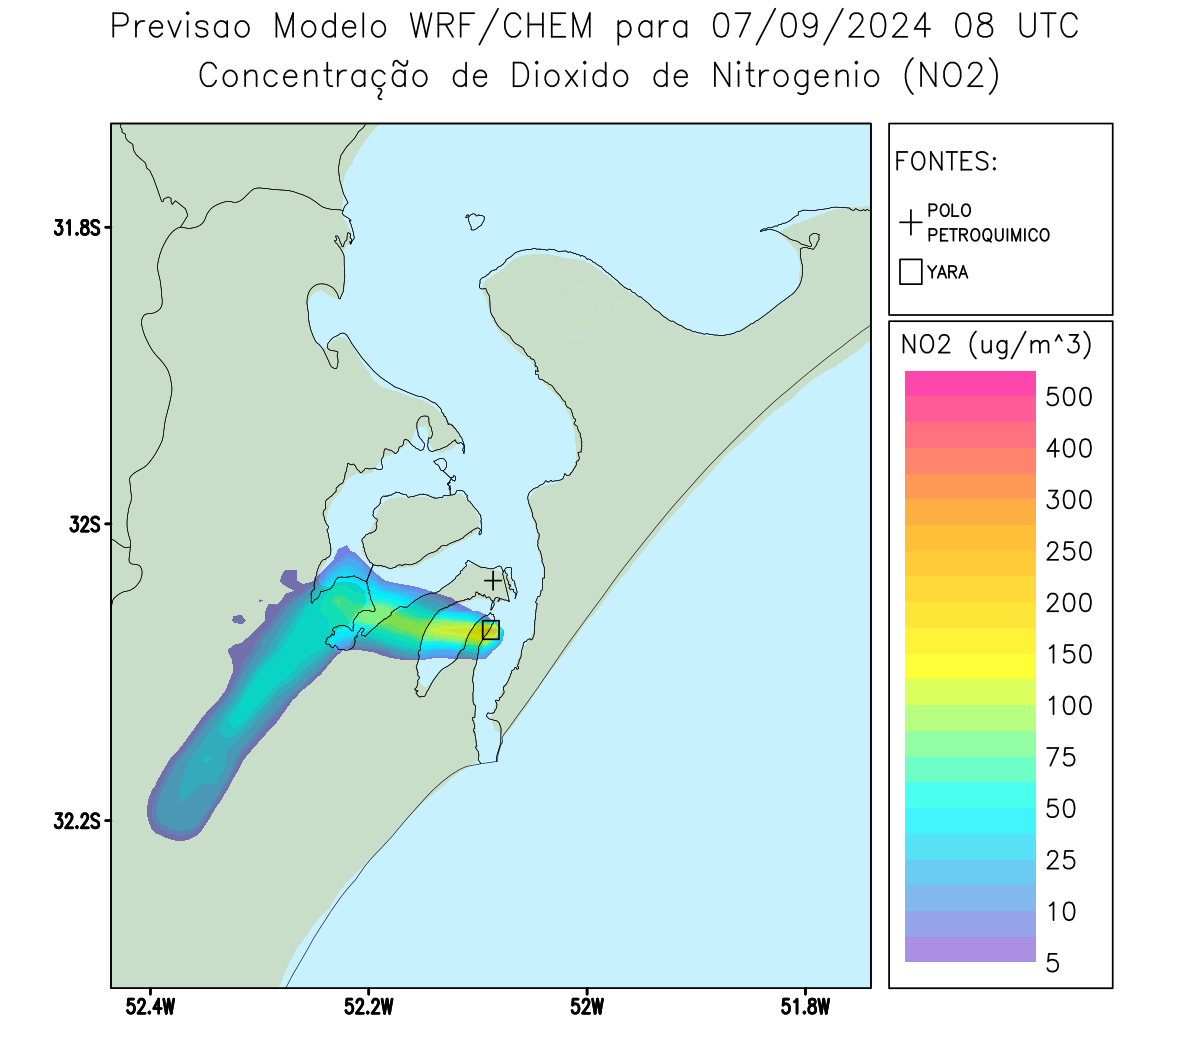 Previsao Modelo WRF/CHEM para 07/09/2024 08 UTC
Concentração de Dioxido de Nitrogenio (NO2)
FONTES:
POLO
PETROQUIMICO
YARA
NO2 (ug/m^3)
500
400
300
250
200
150
100
75
50
25
10
5
31.8S
32S
32.2S
52.4W
52.2W
52W
51.8W